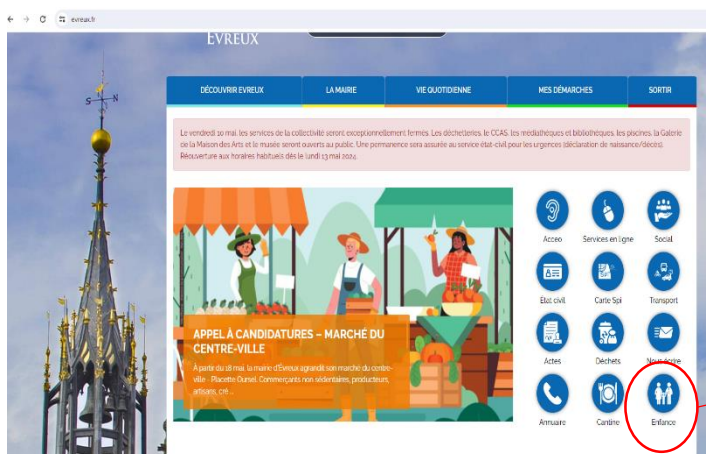 evreux.fr
EVREUX
DÉCOUVRIR EVREUX LA MAIRIE VIE QUOTIDIENNE MES DÉMARCHES SORTIR
Le vendredi 10 mai, les services de la collectivité seront exceptionnellement fermés. Les déchetteries, le CCAS, les médiathèques et bibliothèques, les piscines, la Galerie
de la Maison des Arts et le musée seront ouverts au public. Une permanence sera assurée au service état-civil pour les urgences (déclaration de naissance/décès).
Réouverture aux horaires habituels dès le lundi 13 mai 2024.
Acceo Services en ligne Social
Etat civil Carte Spi Transport
APPEL À CANDIDATURES – MARCHÉ DU
CENTRE-VILLE
À partir du 18 mai, la mairie d'Évreux agrandit son marché du centre-
ville - Placette Oursel. Commerçants non sédentaires, producteurs,
artisans, cré ...
Actes Déchets Nous écrire
Annuaire Cantine Enfance